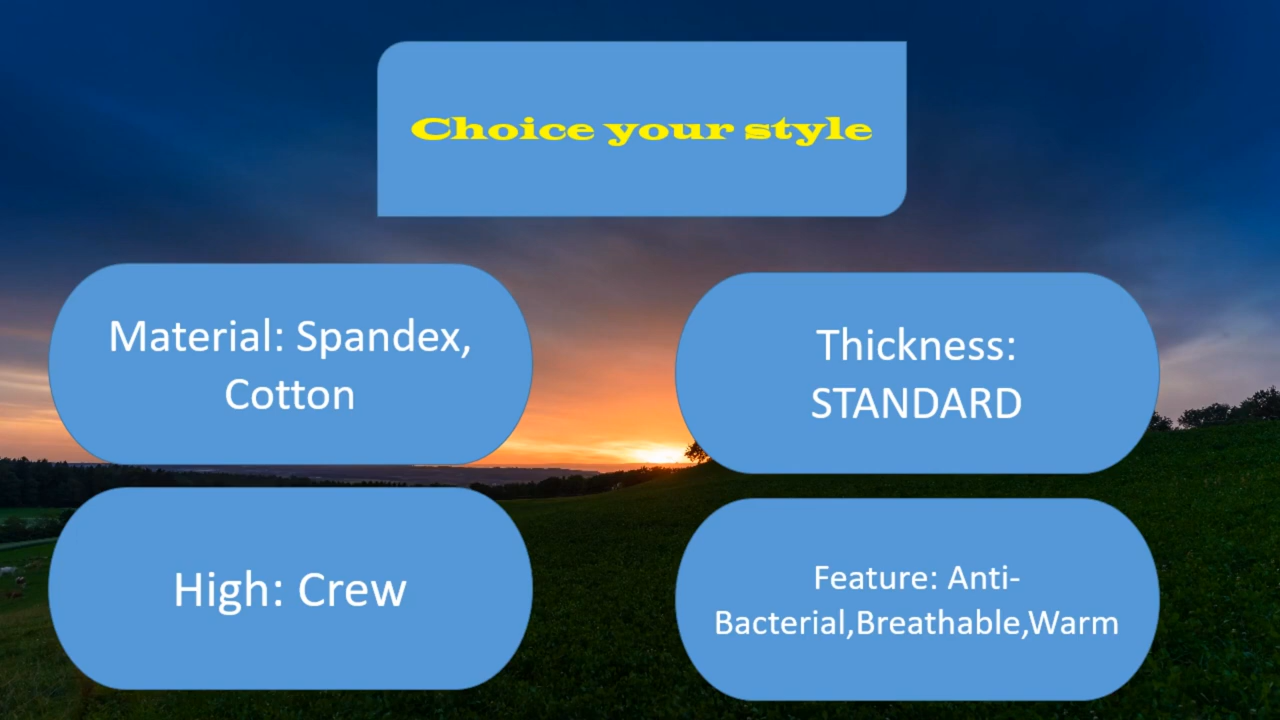 Choice your style
Material: Spandex,
Cotton
Thickness:
STANDARD
High: Crew
Feature: Anti-
Bacterial,Breathable,Warm